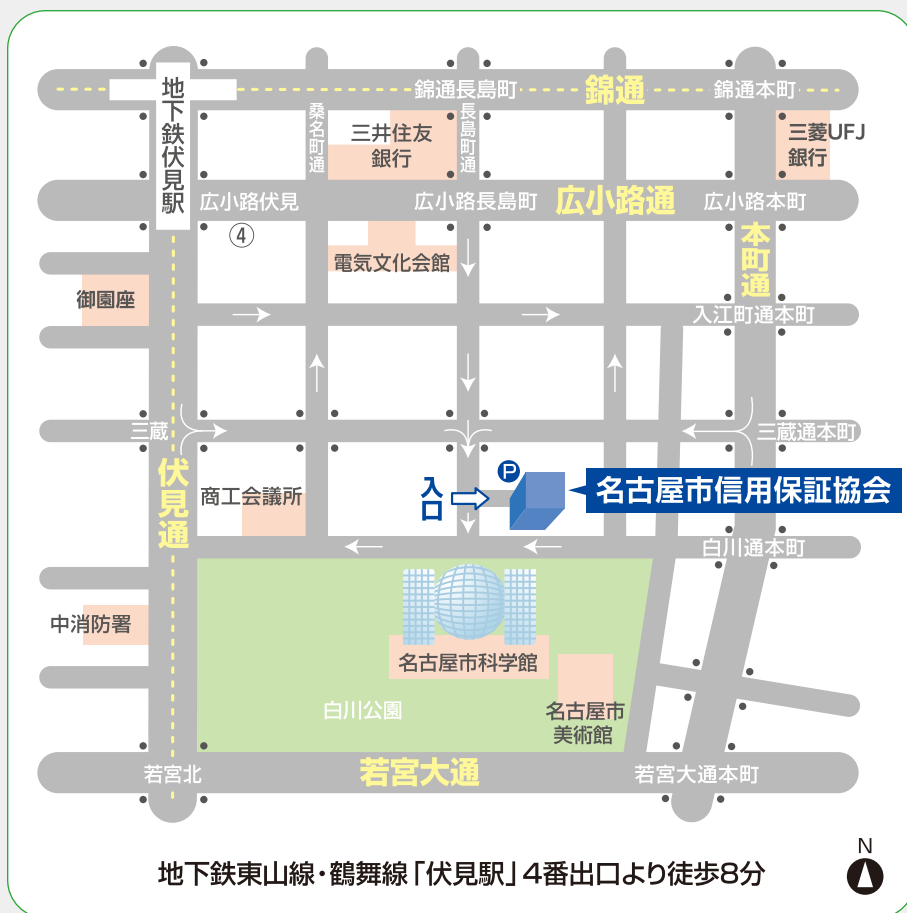 地下鉄伏見駅
錦通長島町
錦通
錦通本町
桑名町通
三井住友
銀行
長島町通
三菱UFJ
銀行
広小路伏見
広小路長島町
広小路通
広小路本町
④
電気文化会館
本町通
御園座
入江町通本町
三蔵
三蔵通本町
伏見通
商工会議所
入口
P
名古屋市信用保証協会
白川通本町
中消防署
名古屋市科学館
白川公園
名古屋市
美術館
若宮北
若宮大通
若宮大通本町
N
地下鉄東山線・鶴舞線「伏見駅」4番出口より徒歩8分